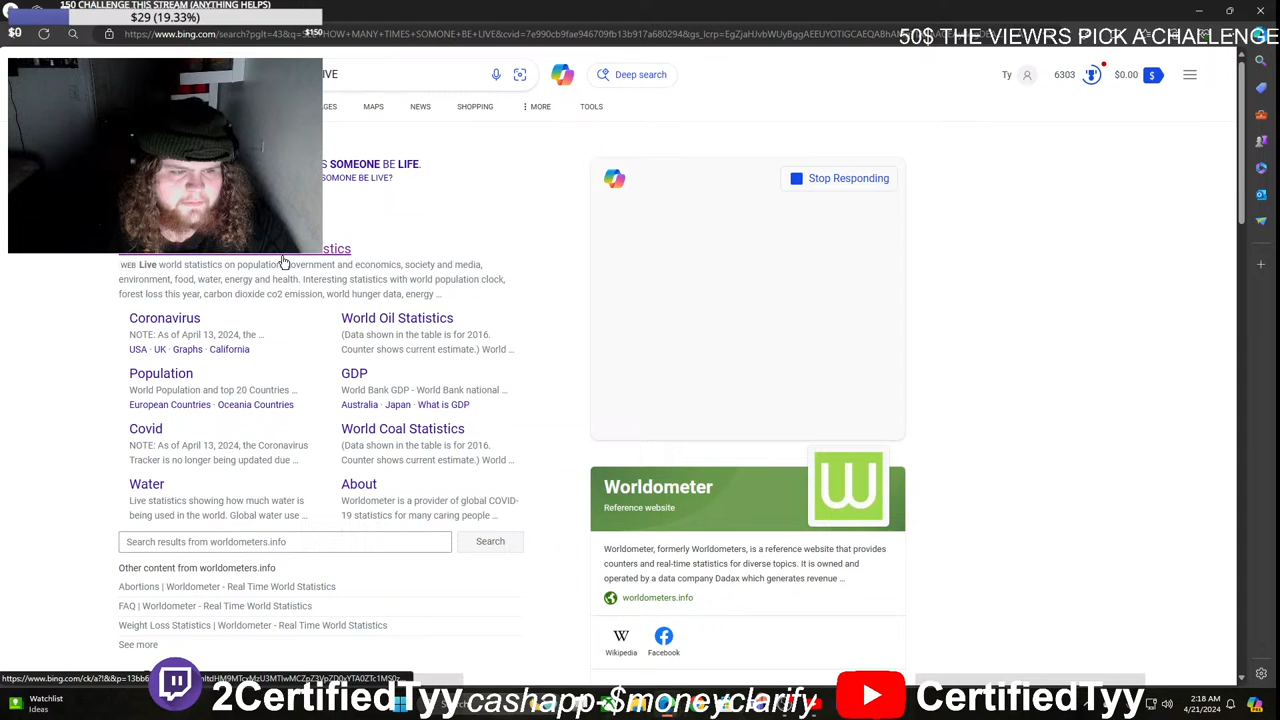 150 CHALLENGE THIS STREAM (ANYTHING HELPS)
$29 (19.33%)
$0
$150
50$ THE VIEWRS PICK A CHALLENGE
IVE
Deep search
Ty
6303
$0.00
$
GES
MAPS
NEWS
SHOPPING
MORE
TOOLS
S SOMEONE BE LIFE.
SOMONE BE LIVE?
Stop Responding
stics
WEB Live world statistics on population, government and economics, society and media,
environment, food, water, energy and health. Interesting statistics with world population clock,
forest loss this year, carbon dioxide co2 emission, world hunger data, energy …
Coronavirus
NOTE: As of April 13, 2024, the …
USA · UK · Graphs · California
World Oil Statistics
(Data shown in the table is for 2016.
Counter shows current estimate.) World …
Population
World Population and top 20 Countries …
European Countries · Oceania Countries
GDP
World Bank GDP - World Bank national …
Australia · Japan · What is GDP
Covid
NOTE: As of April 13, 2024, the Coronavirus
Tracker is no longer being updated due …
World Coal Statistics
(Data shown in the table is for 2016.
Counter shows current estimate.) World …
Water
Live statistics showing how much water is
being used in the world. Global water use …
About
Worldometer is a provider of global COVID-
19 statistics for many caring people …
Search results from worldometers.info
Search
Other content from worldometers.info
Abortions | Worldometer - Real Time World Statistics
FAQ | Worldometer - Real Time World Statistics
Weight Loss Statistics | Worldometer - Real Time World Statistics
See more
Worldometer
Reference website
W
Worldometer, formerly Worldometers, is a reference website that provides
counters and real-time statistics for diverse topics. It is owned and
operated by a data company Dadax which generates revenue …
worldometers.info
W
Wikipedia
Facebook
Watchlist
Ideas
2CertifiedTyy
cashapp-$moneyclarify
CertifiedTyy
2:18 AM
4/21/2024